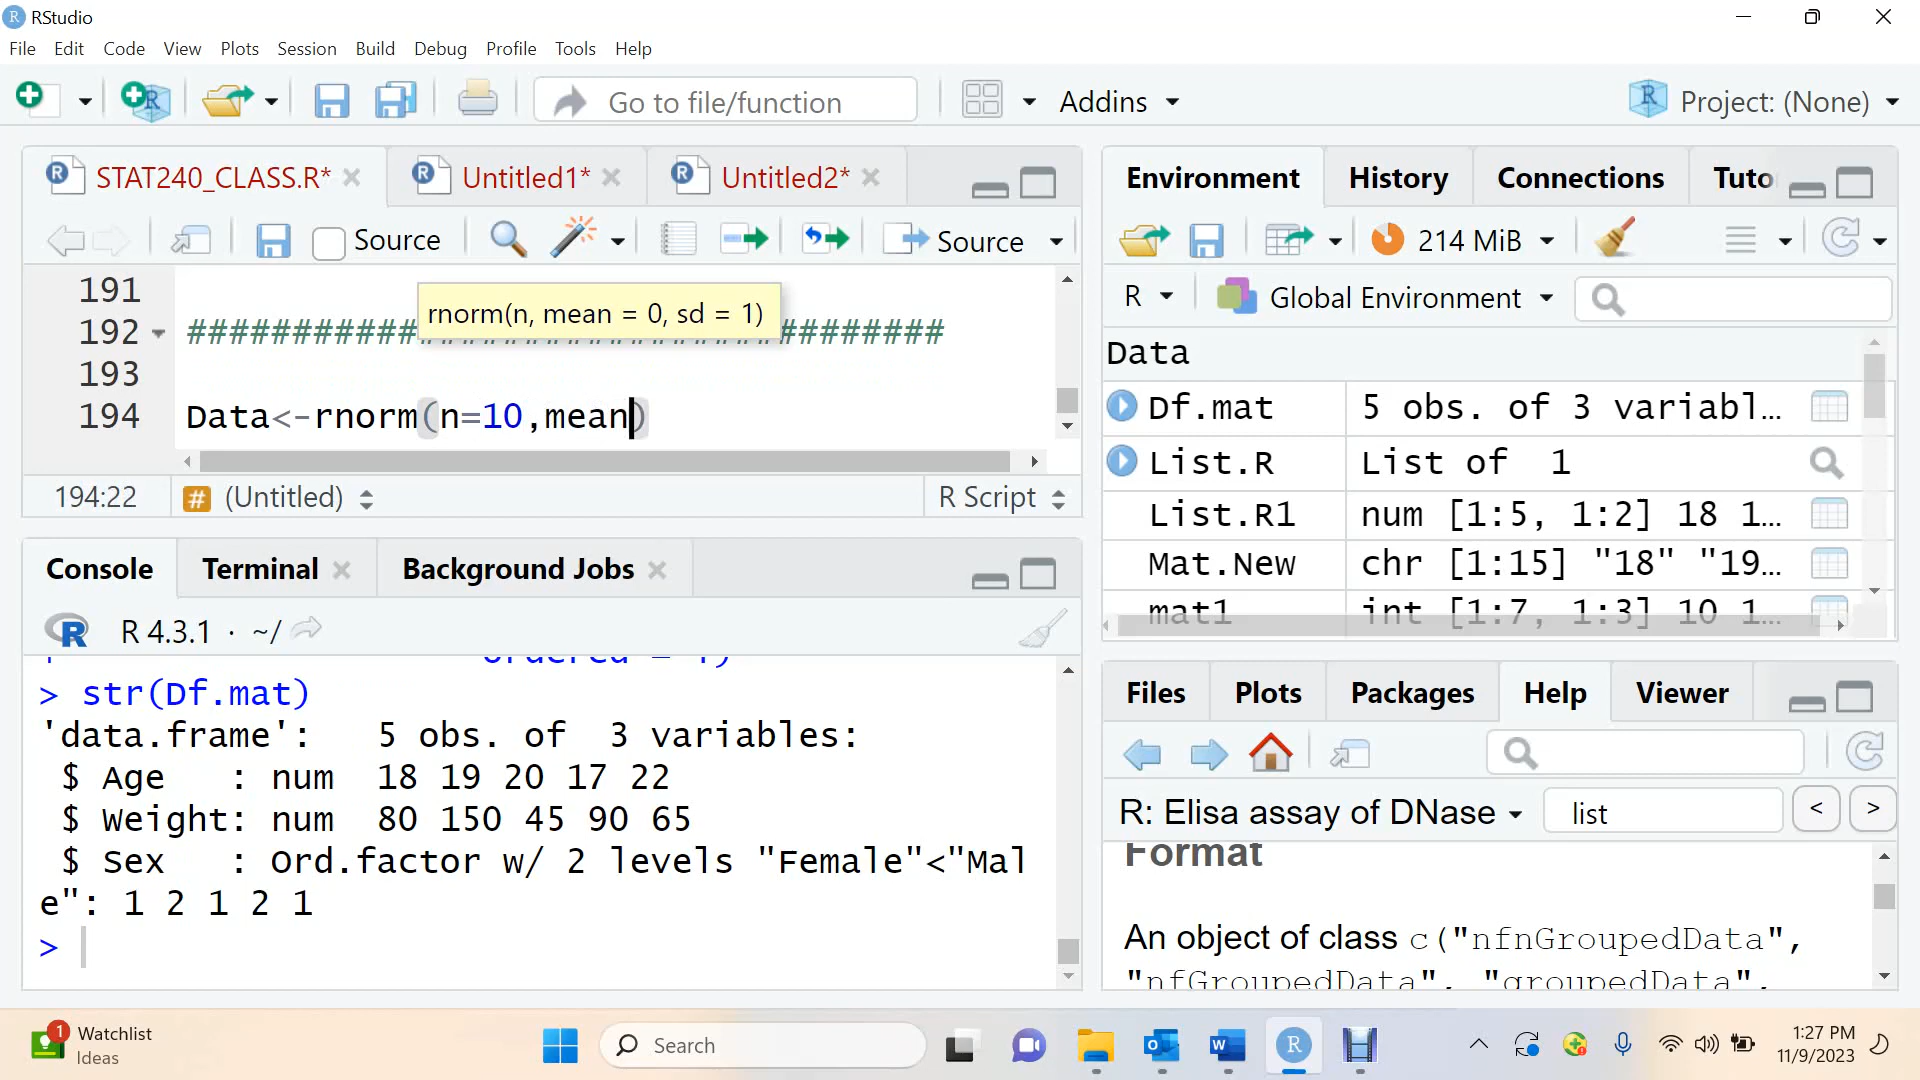 RStudio
File Edit Code View Plots Session Build Debug Profile Tools Help
Go to file/function
Addins
Project: (None)
STAT240_CLASS.R*
Untitled1*
Untitled2*
Source
Source
191
rnorm(n, mean = 0, sd = 1)
192
193
194 Data<-rnorm(n=10,mean)
194:22
# (Untitled)
R Script
Console
Terminal
Background Jobs
R 4.3.1 · ~/
> str(Df.mat)
'data.frame': 5 obs. of 3 variables:
$ Age : num 18 19 20 17 22
$ Weight: num 80 150 45 90 65
$ Sex : Ord.factor w/ 2 levels "Female"<"Mal
e": 1 2 1 2 1
>
Environment
History
Connections
214 MiB
R
Global Environment
Data
Df.mat 5 obs. of 3 variabl...
List.R List of 1
List.R1 num [1:5, 1:2] 18 1...
Mat.New chr [1:15] "18" "19...
mat1 int [1:7, 1:3] 10 1...
Files
Plots
Packages
Help
Viewer
R: Elisa assay of DNase
list
< >
Format
An object of class c("nfnGroupedData",
"nfGroupedData", "groupedData",
1
Watchlist
Ideas
Search
1:27 PM
11/9/2023